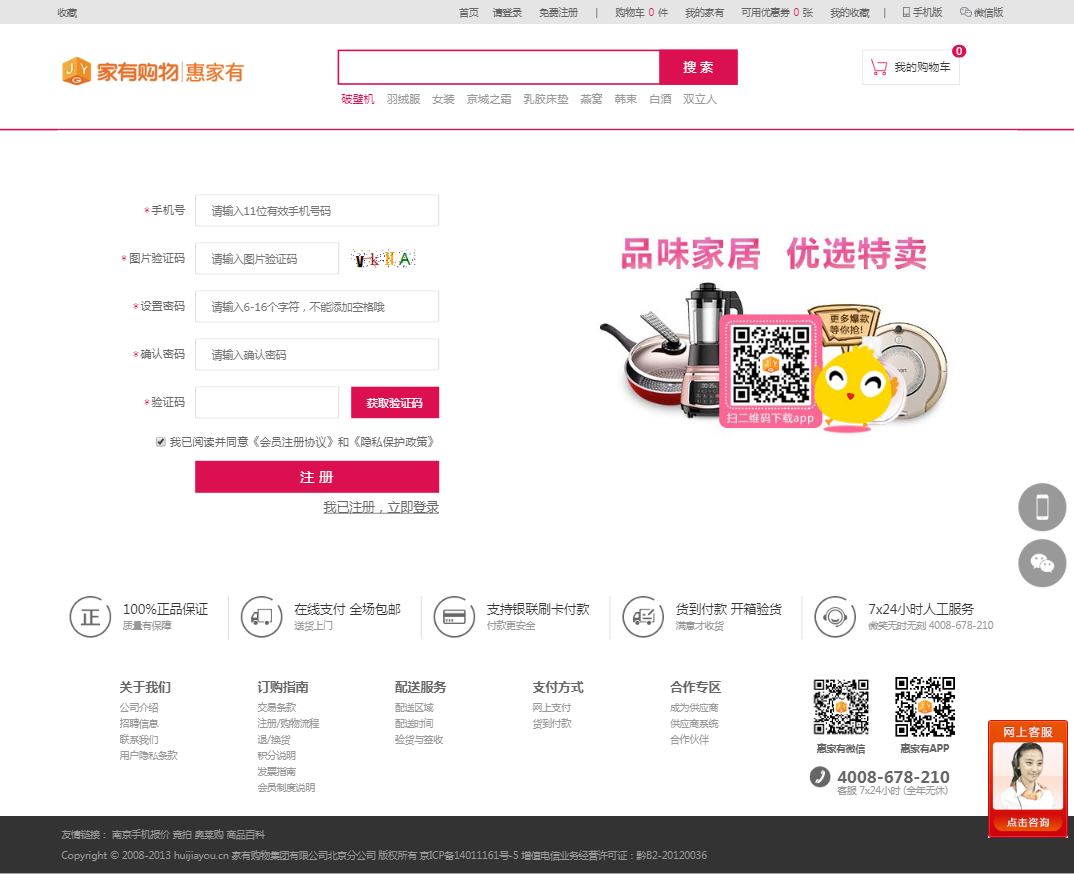 收藏
首页 请登录 免费注册 | 购物车 0 件 我的家有 可用优惠券 0 张 我的收藏 | 手机版 微信版
JYG 家有购物|惠家有
搜 索
0
我的购物车
破壁机 羽绒服 女装 京城之霜 乳胶床垫 燕窝 韩束 白酒 双立人
*手机号 请输入11位有效手机号码
*图片验证码 请输入图片验证码
*设置密码 请输入6-16个字符，不能添加空格哦
*确认密码 请输入确认密码
*验证码 获取验证码
我已阅读并同意《会员注册协议》和《隐私保护政策》
注 册
我已注册，立即登录
品味家居 优选特卖
更多爆款
等你抢!
扫二维码下载app
正 100%正品保证
质量有保障
在线支付 全场包邮
送货上门
支持银联刷卡付款
付款更安全
货到付款 开箱验货
满意才收货
7x24小时人工服务
微笑无时无刻 4008-678-210
关于我们
公司介绍
招聘信息
联系我们
用户隐私条款
订购指南
交易条款
注册/购物流程
退/换货
积分说明
发票指南
会员制度说明
配送服务
配送区域
配送时间
验货与签收
支付方式
网上支付
货到付款
合作专区
成为供应商
供应商系统
合作伙伴
惠家有微信 惠家有APP
4008-678-210
客服 7x24小时 (全年无休)
网上客服
点击咨询
友情链接： 南京手机报价 竞拍 奥莱购 商品百科
Copyright © 2008-2013 huijiayou.cn 家有购物集团有限公司北京分公司 版权所有 京ICP备14011161号-5 增值电信业务经营许可证：黔B2-20120036